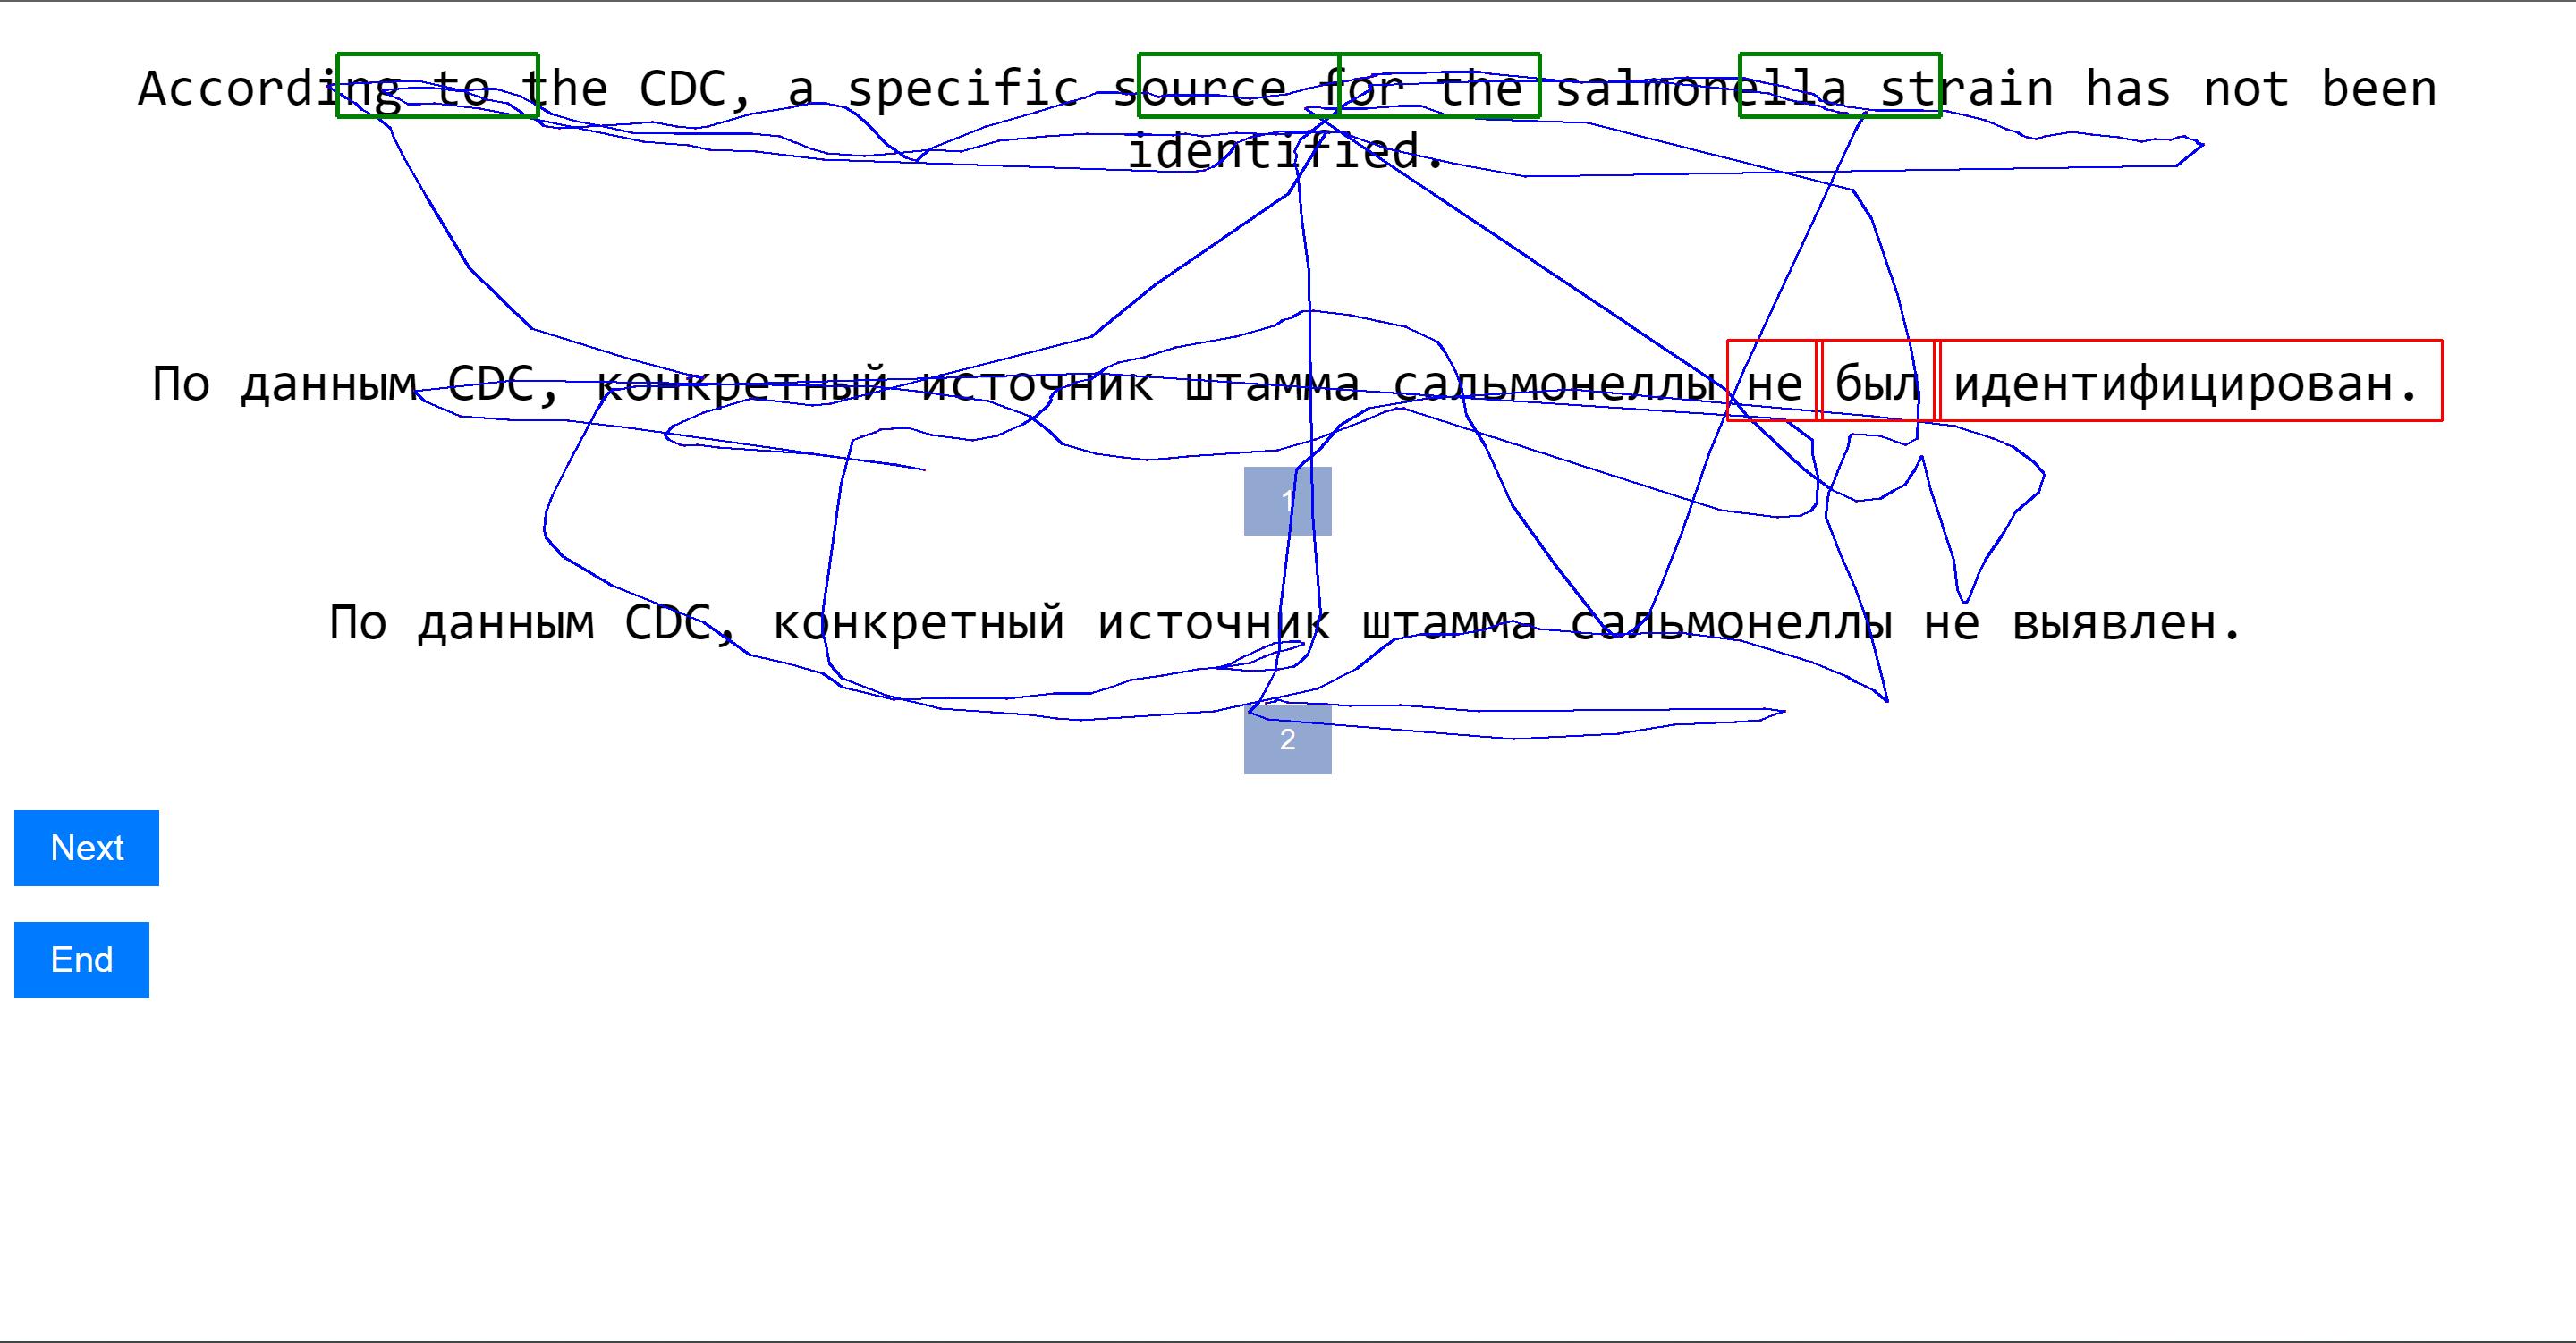 According to the CDC, a specific source for the salmonella strain has not been
identified.
По данным CDC, конкретный источник штамма сальмонеллы не был идентифицирован.
1
По данным CDC, конкретный источник штамма сальмонеллы не выявлен.
2
Next
End